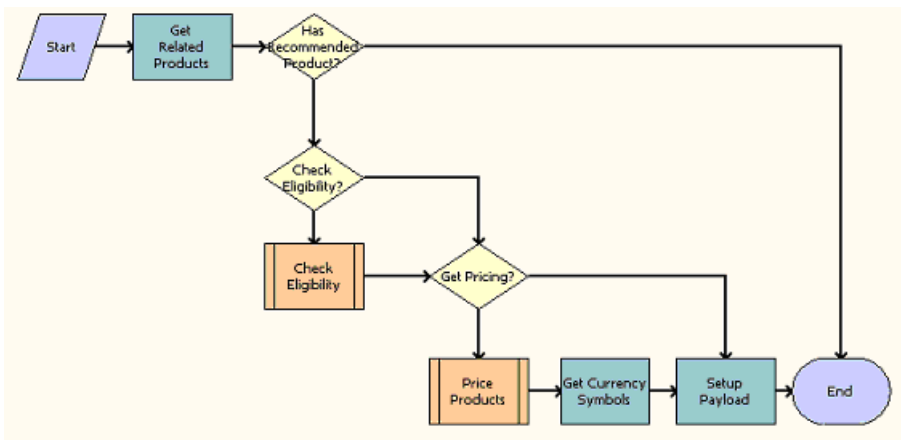 Start
Get
Related
Products
Has
Recommended
Product?
Check
Eligibility?
Check
Eligibility
Get Pricing?
Price
Products
Get Currency
Symbols
Setup
Payload
End